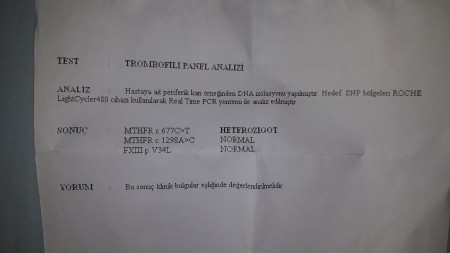 TEST : TROMBOFİLİ PANEL ANALİZİ
ANALİZ : Hastaya ait periferik kan örneğinden DNA izolasyonu yapılmıştır. Hedef SNP bölgeleri ROCHE
LightCycler480 cihazı kullanılarak Real Time PCR yöntemi ile analiz edilmiştir.
SONUÇ : MTHFR c.677C>T HETEROZİGOT
MTHFR c.1298A>C NORMAL
FXIII p.V34L NORMAL
YORUM : Bu sonuç klinik bulgular eşliğinde değerlendirilmelidir.